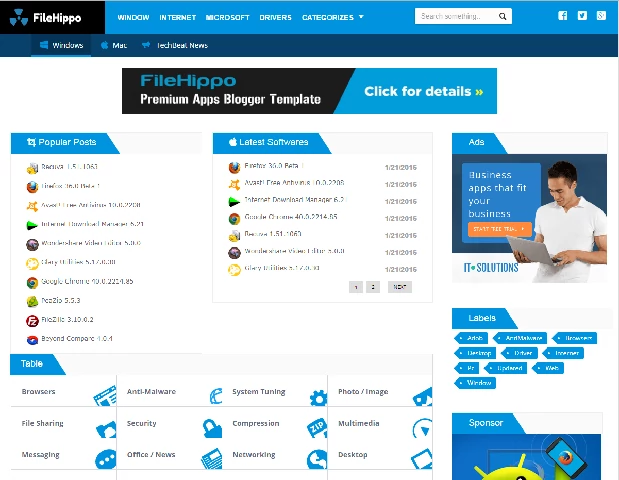 FileHippo
WINDOW INTERNET MICROSOFT DRIVERS CATEGORIZES
Search something..
Windows Mac TechBeat News
FileHippo
Premium Apps Blogger Template
Click for details »
Popular Posts
Recuva 1.51.1063
Firefox 36.0 Beta 1
Avast! Free Antivirus 10.0.2208
Internet Download Manager 6.21
Wondershare Video Editor 5.0.0
Glary Utilities 5.17.0.30
Google Chrome 40.0.2214.85
PeaZip 5.5.3
FileZilla 3.10.0.2
Beyond Compare 4.0.4
Latest Softwares
Firefox 36.0 Beta 1 1/21/2015
Avast! Free Antivirus 10.0.2208 1/21/2015
Internet Download Manager 6.21 1/21/2015
Google Chrome 40.0.2214.85 1/21/2015
Recuva 1.51.1063 1/21/2015
Wondershare Video Editor 5.0.0 1/21/2015
Glary Utilities 5.17.0.30 1/21/2015
1 2 NEXT
Ads
Business
apps that fit
your
business
START FREE TRIAL
IT SOLUTIONS
Labels
Adob AntiMalware Browsers
Desktop Driver Internet
Pc Updated Web
Window
Table
Browsers Anti-Malware System Tuning Photo / Image
File Sharing Security Compression Multimedia
ZIP
Messaging Office / News Networking Desktop
Sponsor